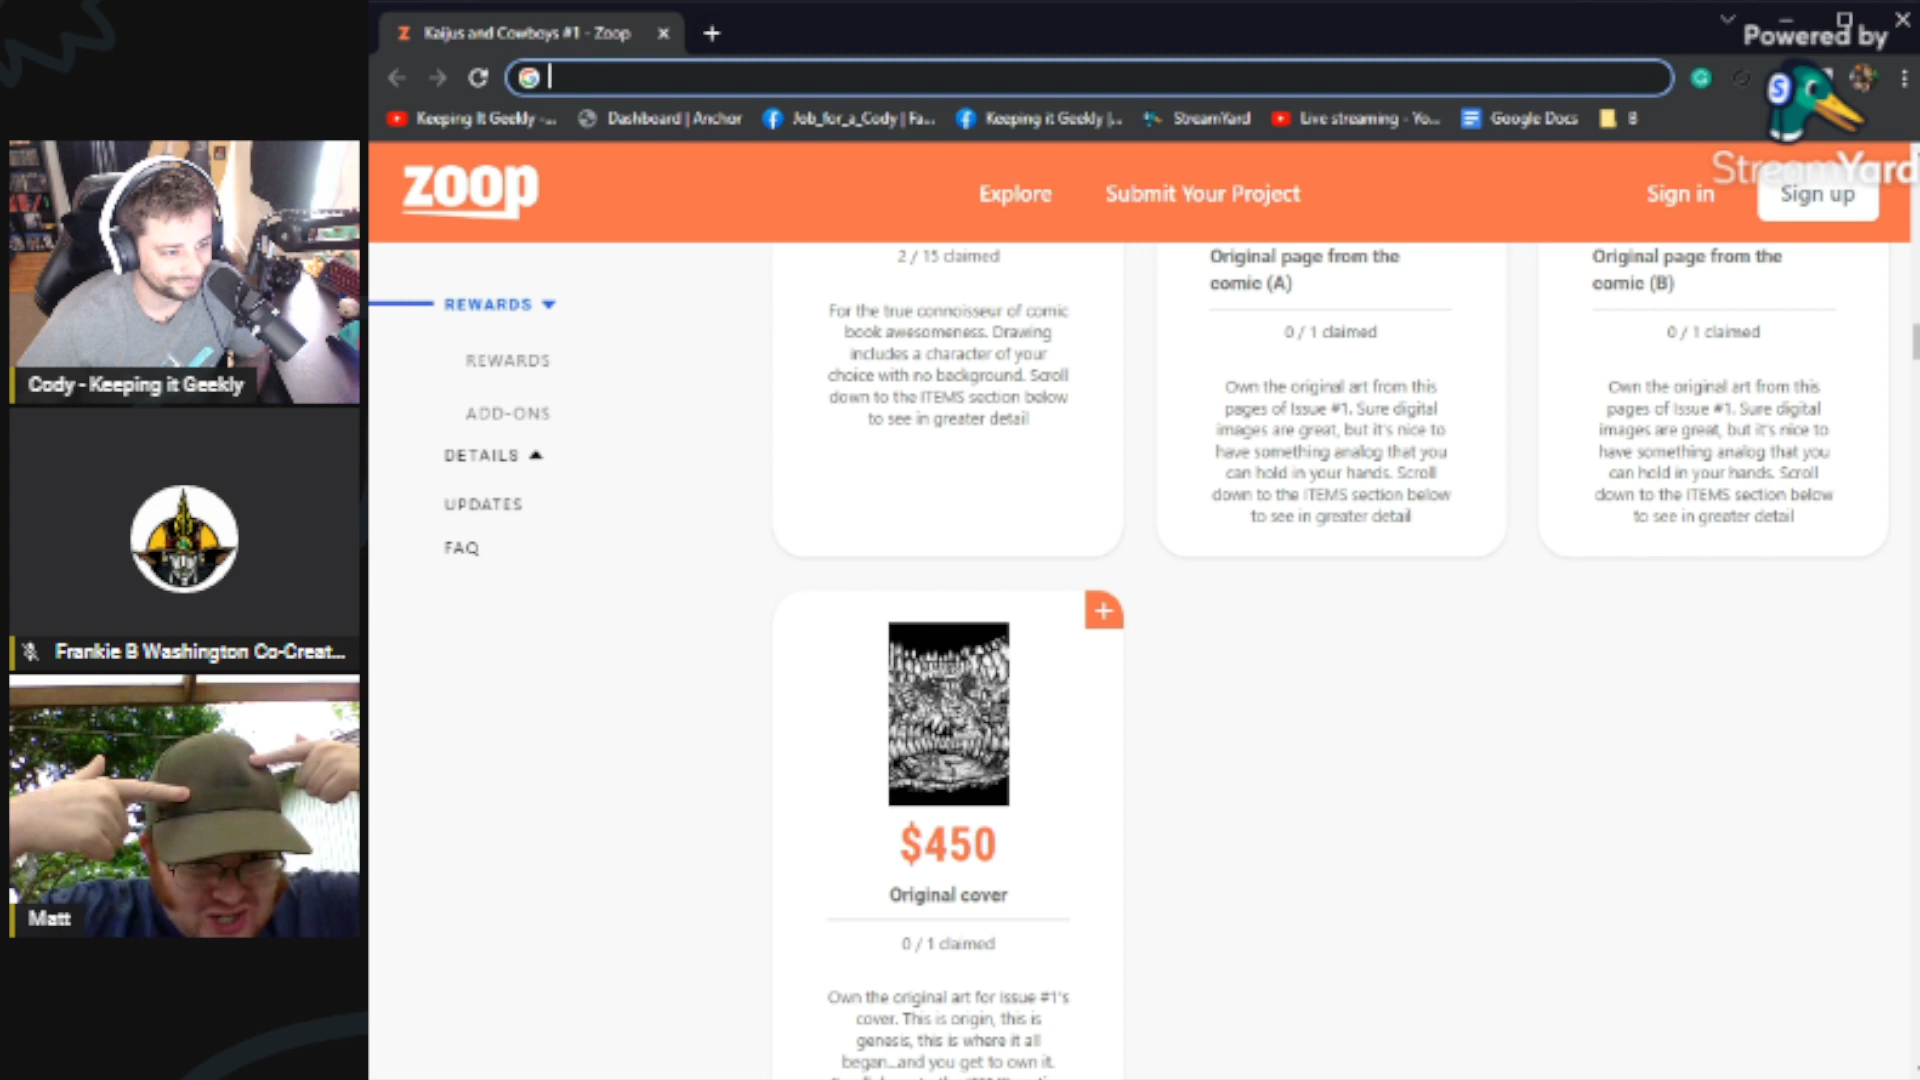 Kaijus and Cowboys #1 - Zoop
Powered by
StreamYard
Keeping It Geekly -...
Dashboard | Anchor
Job_for_a_Cody | Fa...
Keeping it Geekly |...
StreamYard
Live streaming - Yo...
Google Docs
B
zoop
Explore
Submit Your Project
Sign in
Sign up
REWARDS
REWARDS
ADD-ONS
DETAILS
UPDATES
FAQ
2 / 15 claimed
For the true connoisseur of comic
book awesomeness. Drawing
includes a character of your
choice with no background. Scroll
down to the ITEMS section below
to see in greater detail
Original page from the
comic (A)
0 / 1 claimed
Own the original art from this
pages of Issue #1. Sure digital
images are great, but it's nice to
have something analog that you
can hold in your hands. Scroll
down to the ITEMS section below
to see in greater detail
Original page from the
comic (B)
0 / 1 claimed
Own the original art from this
pages of Issue #1. Sure digital
images are great, but it's nice to
have something analog that you
can hold in your hands. Scroll
down to the ITEMS section below
to see in greater detail
+
$450
Original cover
0 / 1 claimed
Own the original art for Issue #1's
cover. This is origin, this is
genesis, this is where it all
began...and you get to own it.
Cody - Keeping it Geekly
Frankie B Washington Co-Creat...
Matt